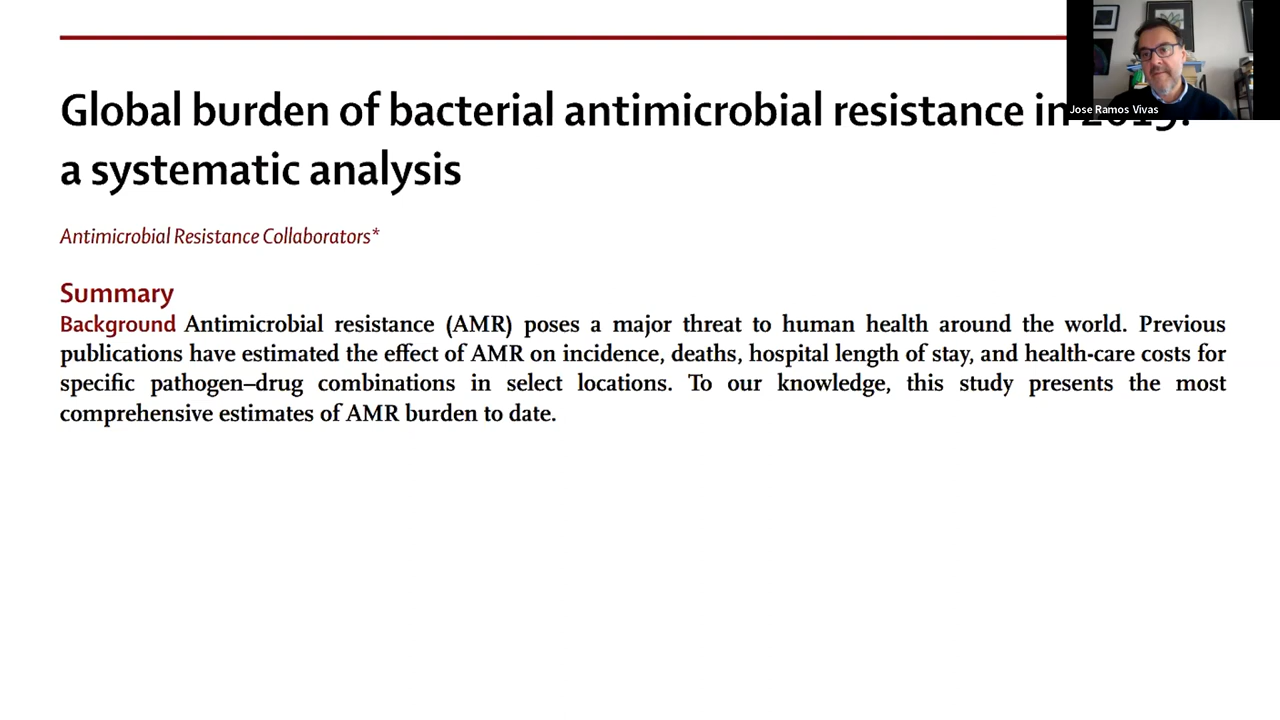 Global burden of bacterial antimicrobial resistance in 2019:
a systematic analysis
Antimicrobial Resistance Collaborators*
Summary
Background Antimicrobial resistance (AMR) poses a major threat to human health around the world. Previous
publications have estimated the effect of AMR on incidence, deaths, hospital length of stay, and health-care costs for
specific pathogen–drug combinations in select locations. To our knowledge, this study presents the most
comprehensive estimates of AMR burden to date.
Jose Ramos Vivas